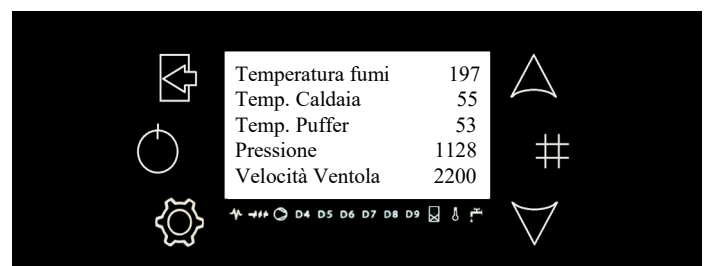 Temperatura fumi 197
Temp. Caldaia 55
Temp. Puffer 53
Pressione 1128
Velocità Ventola 2200
D4 D5 D6 D7 D8 D9